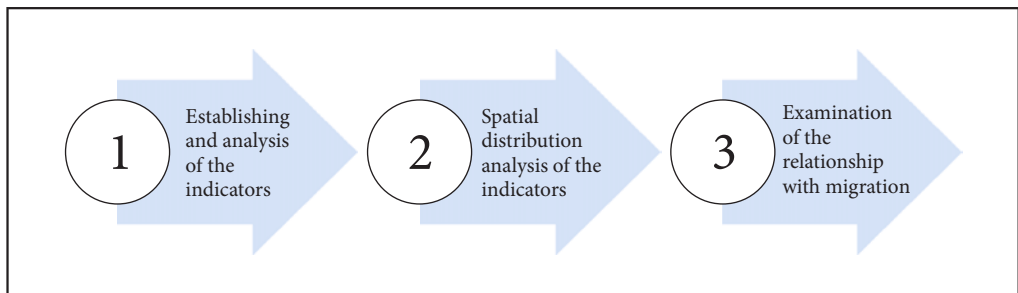 1
Establishing
and analysis
of the
indicators
2
Spatial
distribution
analysis of the
indicators
3
Examination
of the
relationship
with migration